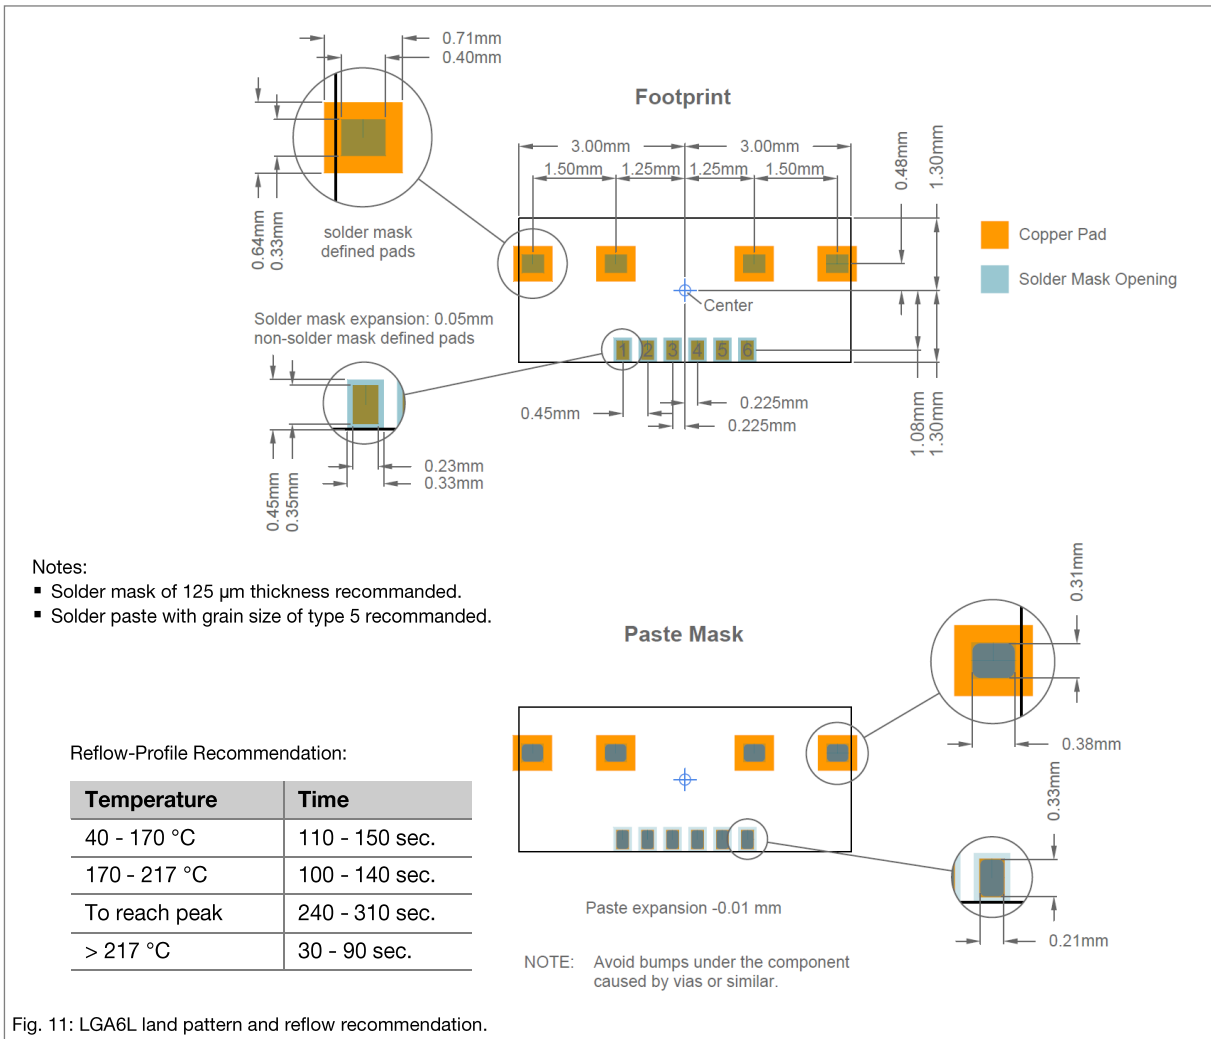 0.71mm
0.40mm
Footprint
3.00mm 3.00mm
1.50mm 1.25mm 1.25mm 1.50mm
0.48mm
1.30mm
0.64mm
0.33mm
solder mask
defined pads
Copper Pad
Solder Mask Opening
Center
Solder mask expansion: 0.05mm
non-solder mask defined pads
1 2 3 4 5 6
0.45mm
0.225mm
0.225mm
1.08mm
1.30mm
0.23mm
0.33mm
0.45mm
0.35mm
Notes:
▪ Solder mask of 125 µm thickness recommanded.
▪ Solder paste with grain size of type 5 recommanded.
Paste Mask
0.31mm
0.38mm
0.33mm
0.21mm
Reflow-Profile Recommendation:
Temperature Time
40 - 170 °C 110 - 150 sec.
170 - 217 °C 100 - 140 sec.
To reach peak 240 - 310 sec.
> 217 °C 30 - 90 sec.
Paste expansion -0.01 mm
NOTE: Avoid bumps under the component
caused by vias or similar.
Fig. 11: LGA6L land pattern and reflow recommendation.